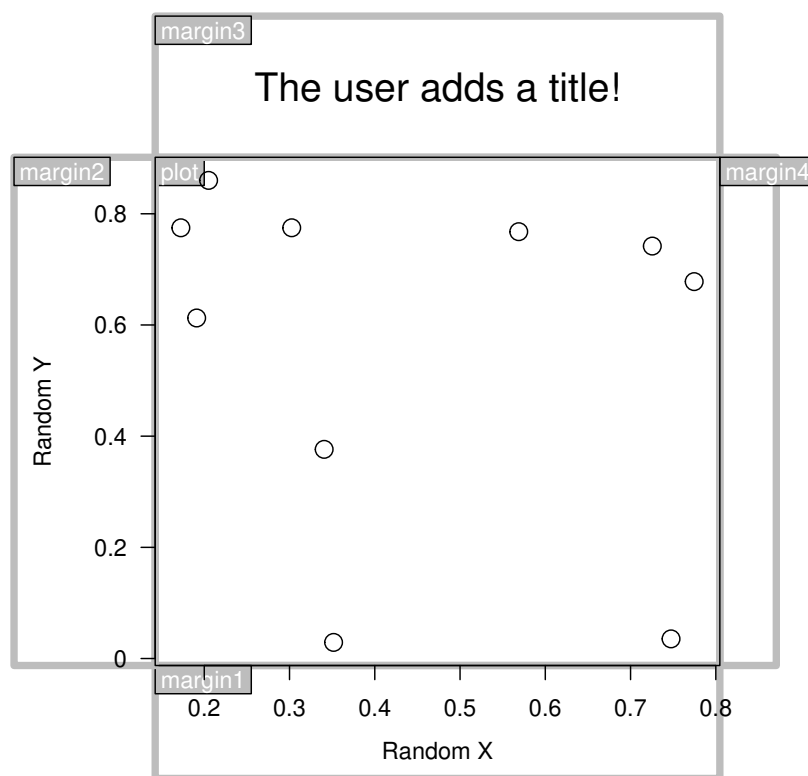 margin3
The user adds a title!
margin2
plot
margin4
0.8
0.6
Random Y
0.4
0.2
0
margin1
0.2 0.3 0.4 0.5 0.6 0.7 0.8
Random X